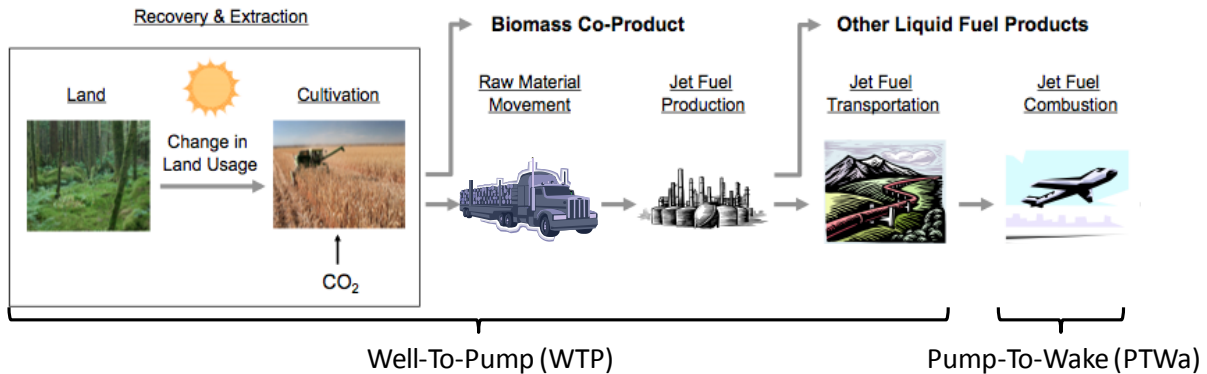 Recovery & Extraction
Biomass Co-Product
Other Liquid Fuel Products
Land
Change in
Land Usage
Cultivation
CO₂
Raw Material
Movement
Jet Fuel
Production
Jet Fuel
Transportation
Jet Fuel
Combustion
Well-To-Pump (WTP)
Pump-To-Wake (PTWa)